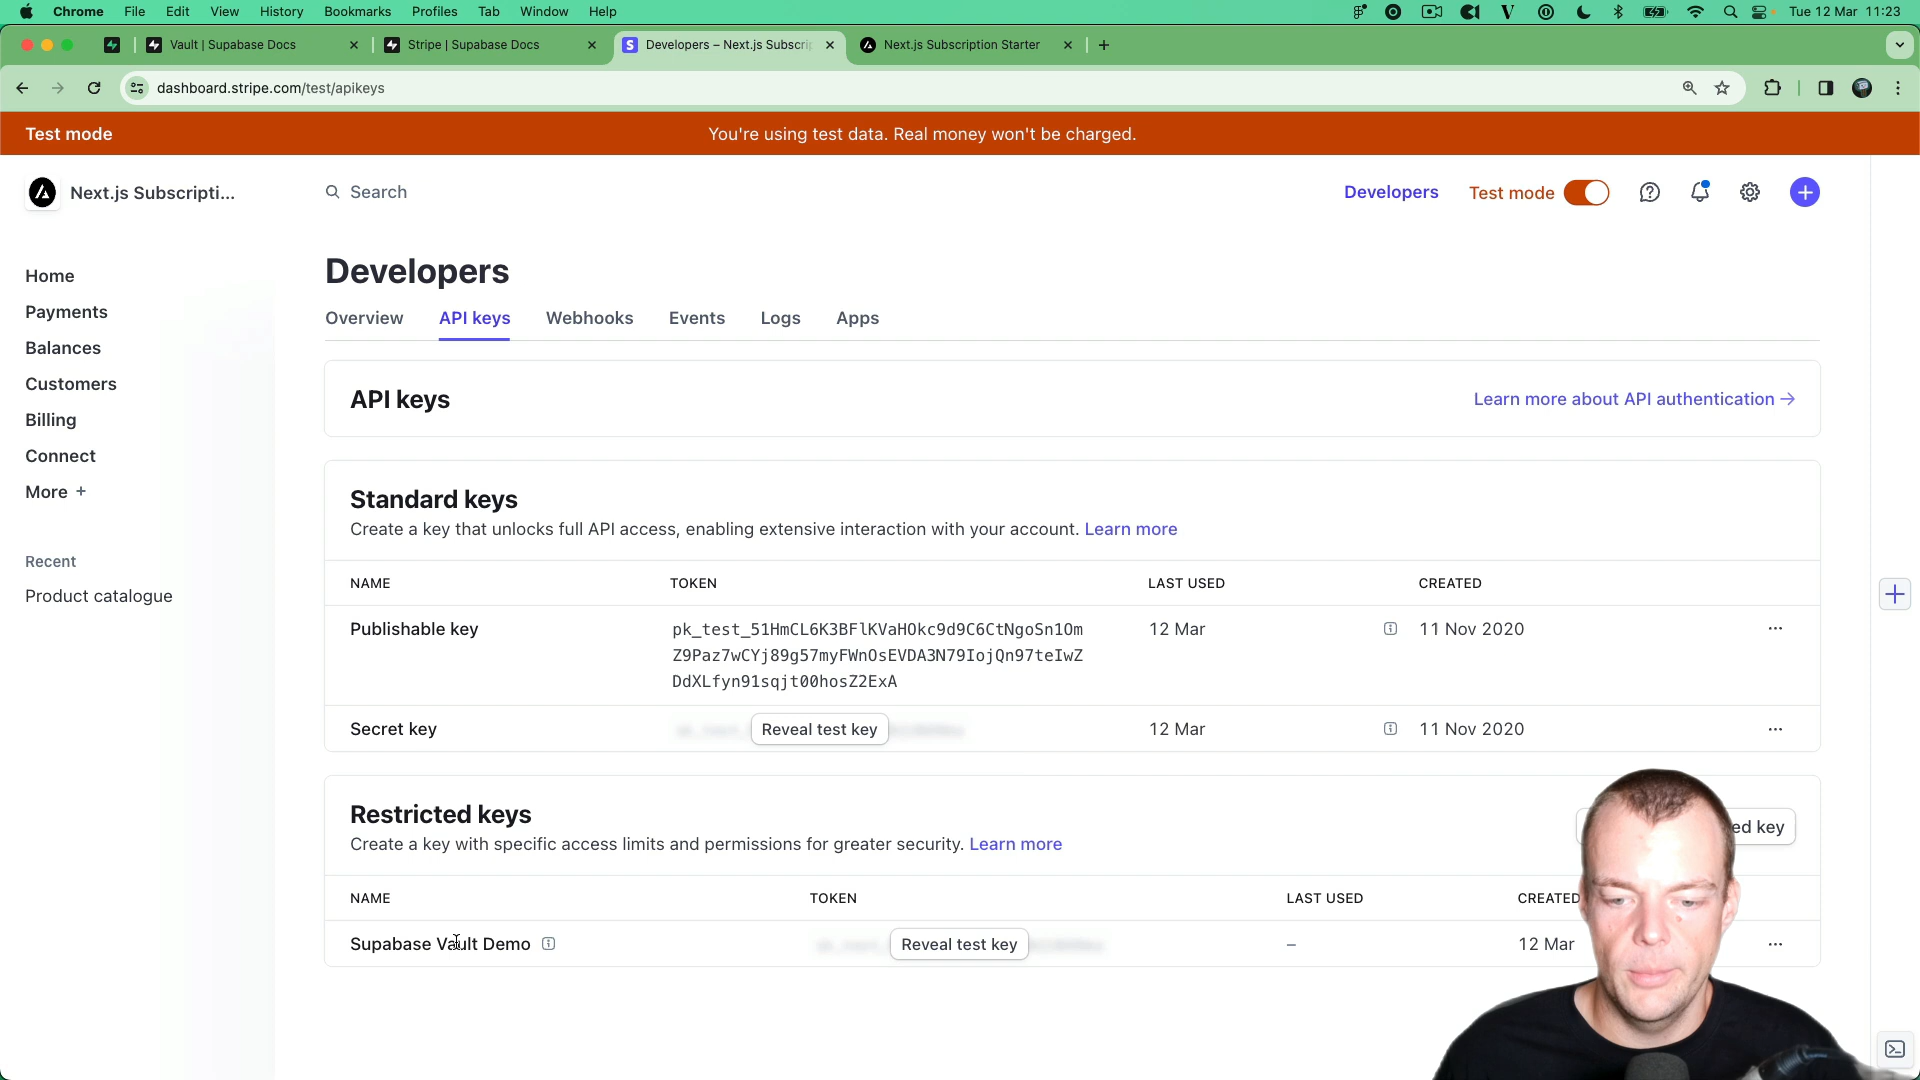 Chrome File Edit View History Bookmarks Profiles Tab Window Help Tue 12 Mar 11:23
Vault | Supabase Docs Stripe | Supabase Docs Developers – Next.js Subscri Next.js Subscription Starter
dashboard.stripe.com/test/apikeys
Test mode You're using test data. Real money won't be charged.
Next.js Subscripti... Search Developers Test mode
Home
Payments
Balances
Customers
Billing
Connect
More +
Recent
Product catalogue
Developers
Overview API keys Webhooks Events Logs Apps
API keys Learn more about API authentication →
Standard keys
Create a key that unlocks full API access, enabling extensive interaction with your account. Learn more
NAME TOKEN LAST USED CREATED
Publishable key pk_test_51HmCL6K3BFlKVaHOkc9d9C6CtNgoSn1Om 12 Mar 11 Nov 2020
Z9Paz7wCYj89g57myFWnOsEVDA3N79IojQn97teIwZ
DdXLfyn91sqjt00hosZ2ExA
Secret key Reveal test key 12 Mar 11 Nov 2020
Restricted keys
Create a key with specific access limits and permissions for greater security. Learn more
ed key
NAME TOKEN LAST USED CREATED
Supabase Vault Demo Reveal test key – 12 Mar